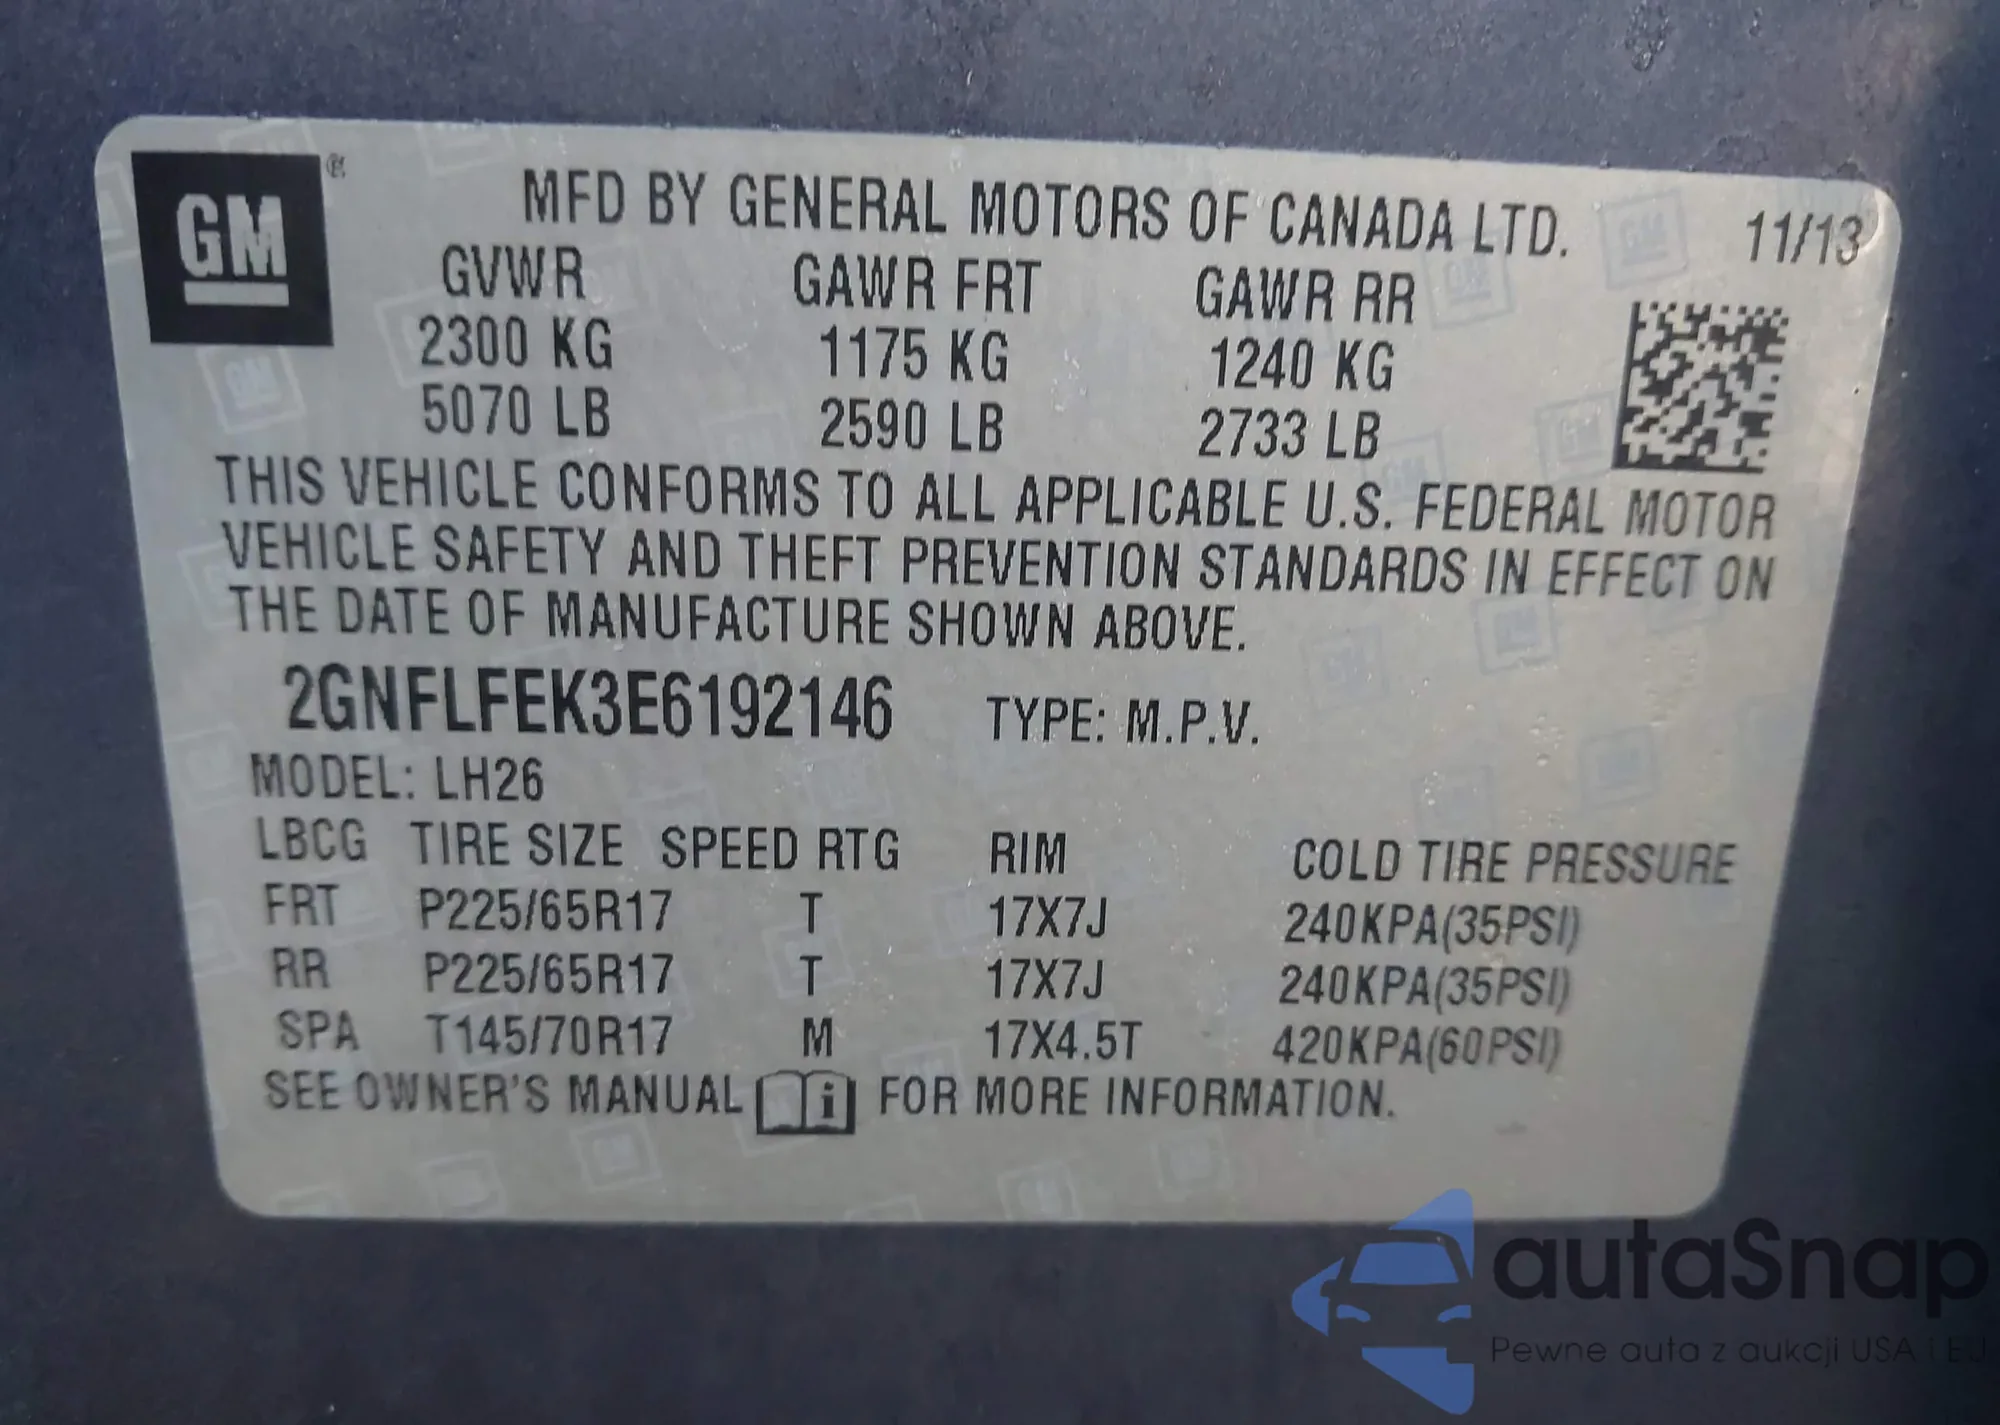 GM
MFD BY GENERAL MOTORS OF CANADA LTD. 11/13
GVWR GAWR FRT GAWR RR
2300 KG 1175 KG 1240 KG
5070 LB 2590 LB 2733 LB
THIS VEHICLE CONFORMS TO ALL APPLICABLE U.S. FEDERAL MOTOR
VEHICLE SAFETY AND THEFT PREVENTION STANDARDS IN EFFECT ON
THE DATE OF MANUFACTURE SHOWN ABOVE.
2GNFLFEK3E6192146 TYPE: M.P.V.
MODEL: LH26
LBCG TIRE SIZE SPEED RTG RIM COLD TIRE PRESSURE
FRT P225/65R17 T 17X7J 240KPA(35PSI)
RR P225/65R17 T 17X7J 240KPA(35PSI)
SPA T145/70R17 M 17X4.5T 420KPA(60PSI)
SEE OWNER'S MANUAL i FOR MORE INFORMATION.
autaSnap
Pewne auta z aukcji USA i EU